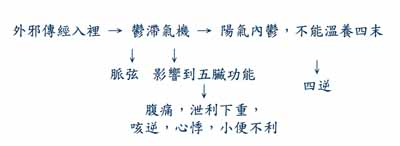 外邪傳經入裡 → 鬱滯氣機 → 陽氣內鬱，不能溫養四末
↓ ↓ ↓
脈弦 影響到五臟功能
↓
四逆
腹痛，泄利下重，
咳逆，心悸，小便不利